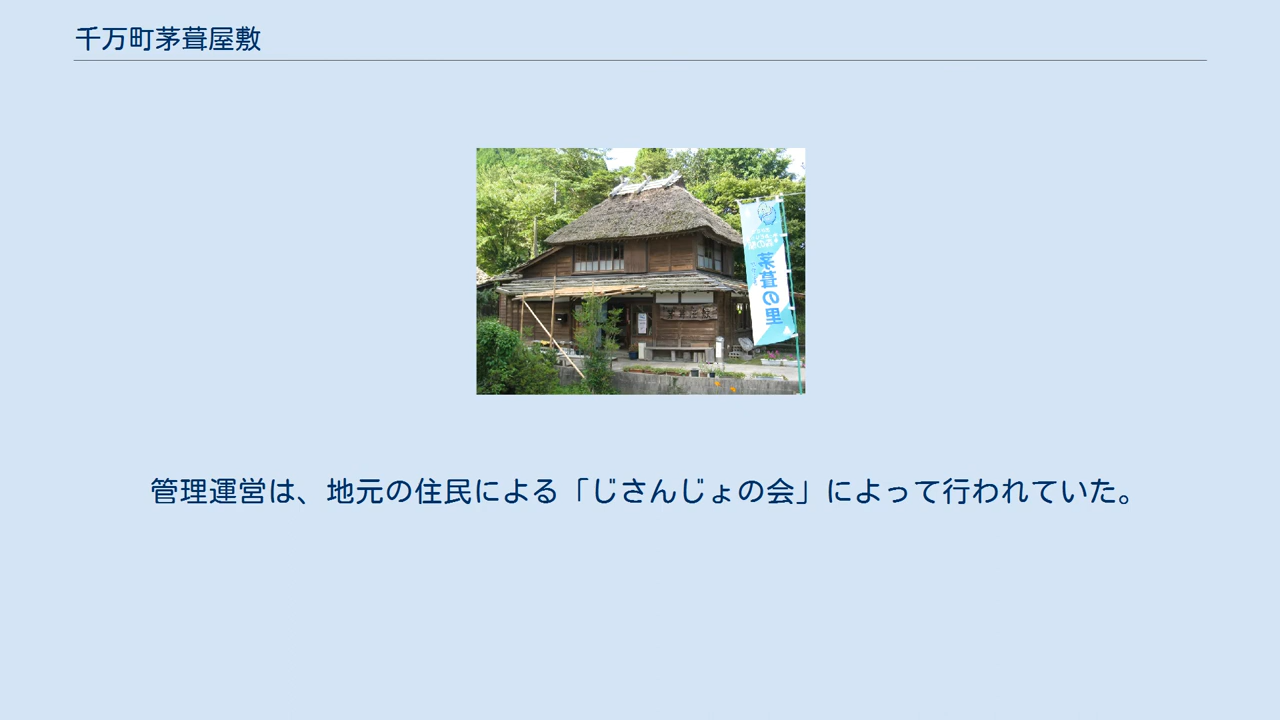 千万町茅葺屋敷
茅葺の里
管理運営は、地元の住民による「じさんじょの会」によって行われていた。